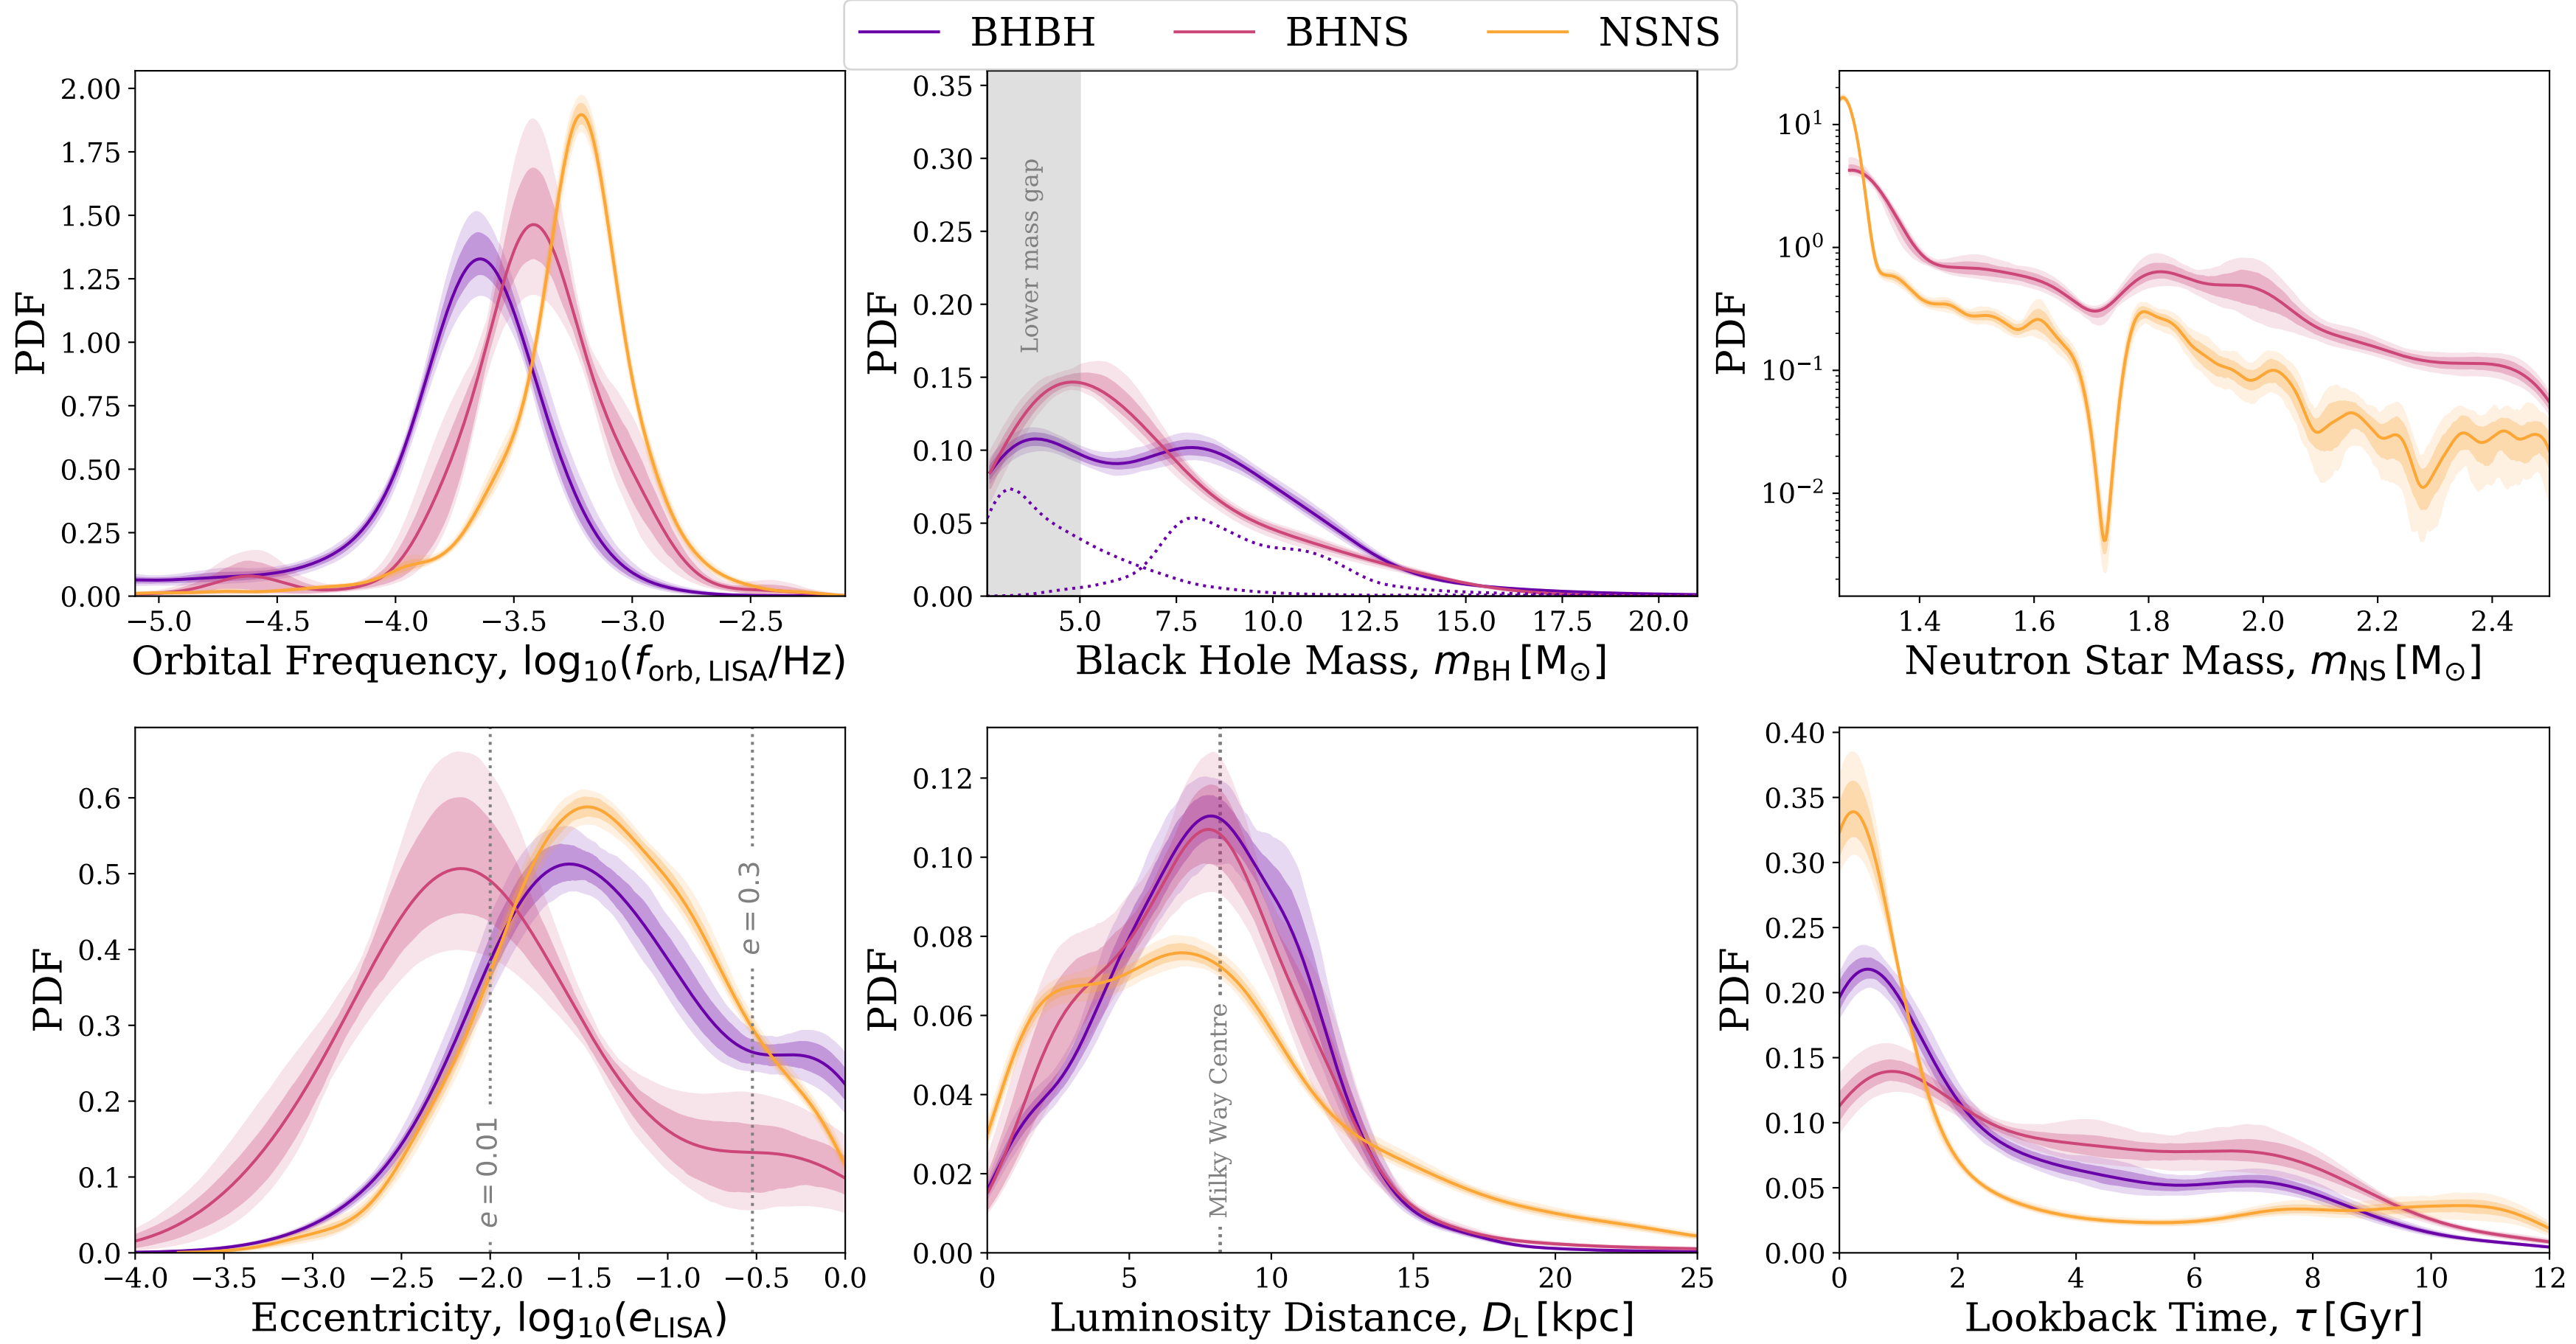 BHBH BHNS NSNS
PDF
2.00
1.75
1.50
1.25
1.00
0.75
0.50
0.25
0.00
−5.0 −4.5 −4.0 −3.5 −3.0 −2.5
Orbital Frequency, log₁₀(f_orb, LISA/Hz)
PDF
0.35
0.30
0.25
0.20
0.15
0.10
0.05
0.00
Lower mass gap
5.0 7.5 10.0 12.5 15.0 17.5 20.0
Black Hole Mass, m_BH [M_⊙]
PDF
10¹
10⁰
10⁻¹
10⁻²
1.4 1.6 1.8 2.0 2.2 2.4
Neutron Star Mass, m_NS [M_⊙]
PDF
0.6
0.5
0.4
0.3
0.2
0.1
0.0
e = 0.01
e = 0.3
−4.0 −3.5 −3.0 −2.5 −2.0 −1.5 −1.0 −0.5 0.0
Eccentricity, log₁₀(e_LISA)
PDF
0.12
0.10
0.08
0.06
0.04
0.02
0.00
Milky Way Centre
0 5 10 15 20 25
Luminosity Distance, D_L [kpc]
PDF
0.40
0.35
0.30
0.25
0.20
0.15
0.10
0.05
0.00
0 2 4 6 8 10 12
Lookback Time, τ [Gyr]